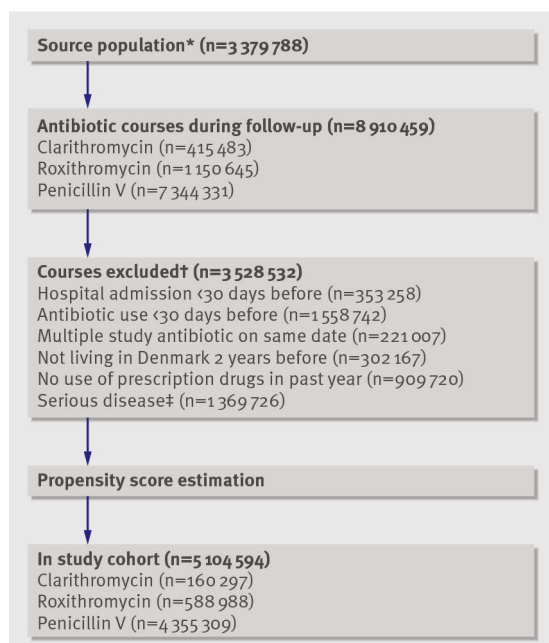 Source population* (n=3 379 788)
Antibiotic courses during follow-up (n=8 910 459)
Clarithromycin (n=415 483)
Roxithromycin (n=1 150 645)
Penicillin V (n=7 344 331)
Courses excluded† (n=3 528 532)
Hospital admission <30 days before (n=353 258)
Antibiotic use <30 days before (n=1 558 742)
Multiple study antibiotic on same date (n=221 007)
Not living in Denmark 2 years before (n=302 167)
No use of prescription drugs in past year (n=909 720)
Serious disease‡ (n=1 369 726)
Propensity score estimation
In study cohort (n=5 104 594)
Clarithromycin (n=160 297)
Roxithromycin (n=588 988)
Penicillin V (n=4 355 309)